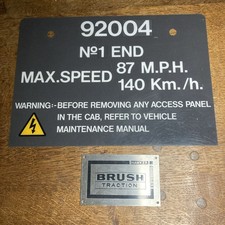 92004
Nº1 END
MAX.SPEED 87 M.P.H.
140 Km./h.
WARNING:-BEFORE REMOVING ANY ACCESS PANEL
IN THE CAB, REFER TO VEHICLE
MAINTENANCE MANUAL
BRUSH
TRACTION